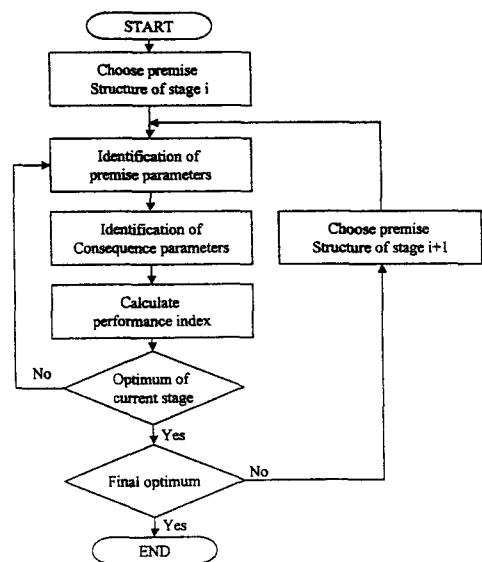 START
Choose premise
Structure of stage i
Identification of
premise parameters
Identification of
Consequence parameters
Choose premise
Structure of stage i+1
Calculate
performance index
No
Optimum of
current stage
Yes
Final optimum
No
Yes
END